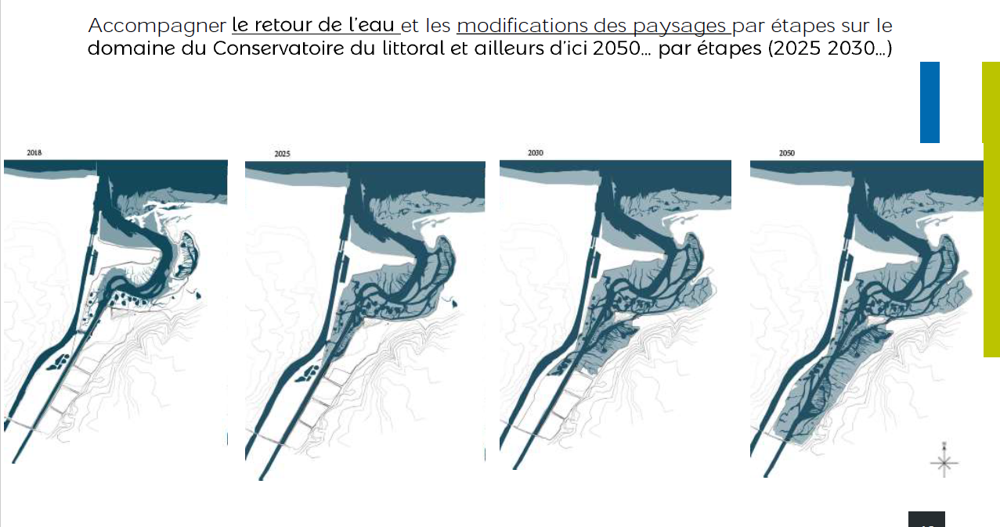 Accompagner le retour de l'eau et les modifications des paysages par étapes sur le
domaine du Conservatoire du littoral et ailleurs d'ici 2050... par étapes (2025 2030...)
2018
2025
2030
2050